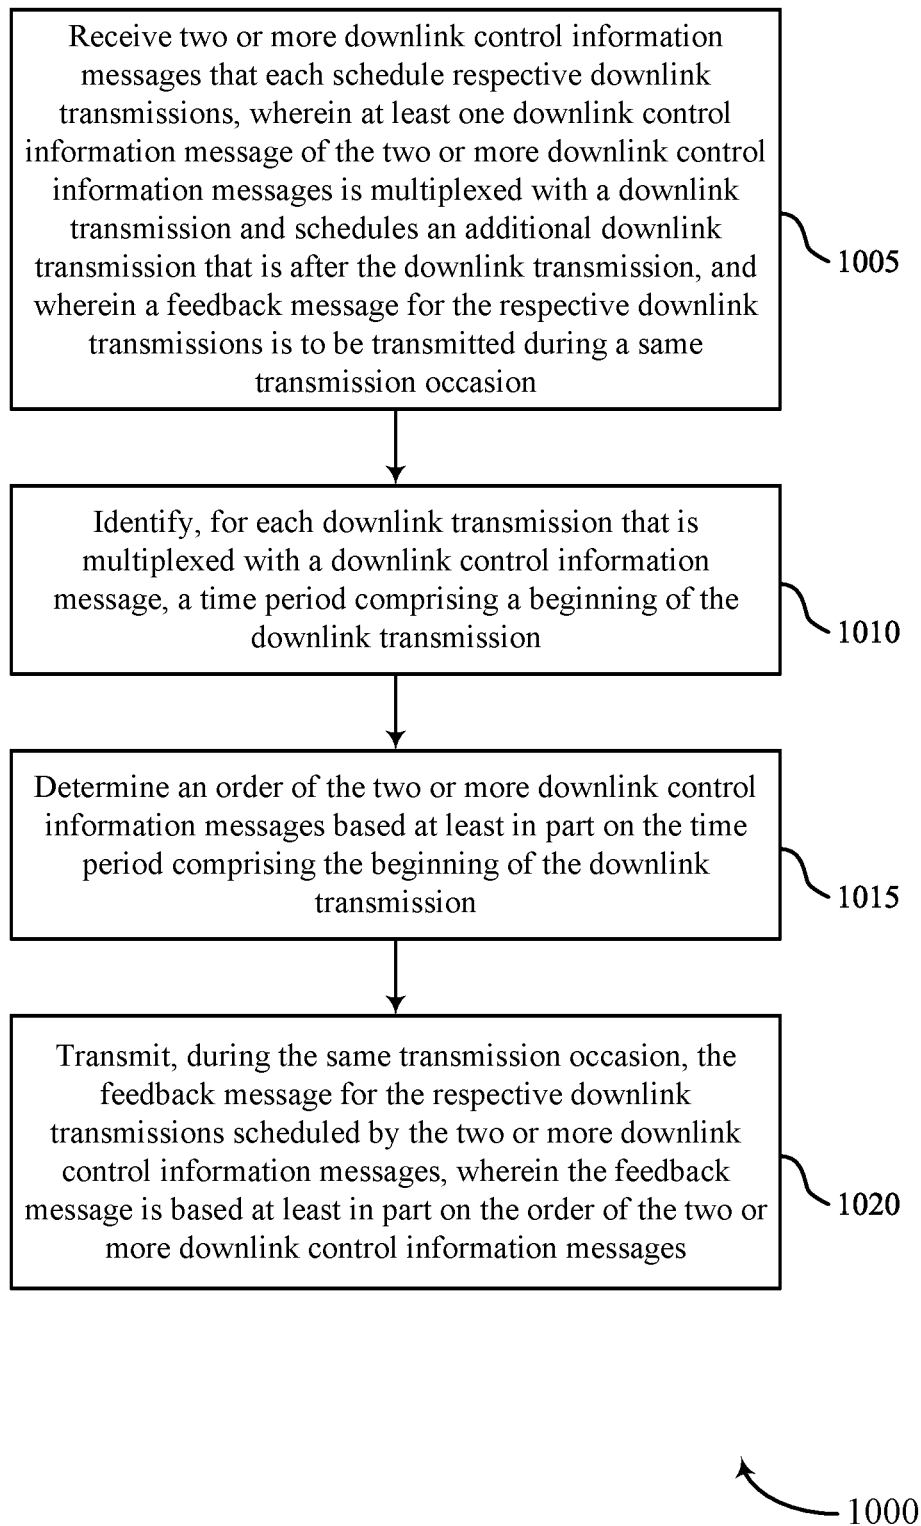 Receive two or more downlink control information
messages that each schedule respective downlink
transmissions, wherein at least one downlink control
information message of the two or more downlink control
information messages is multiplexed with a downlink
transmission and schedules an additional downlink
transmission that is after the downlink transmission, and
wherein a feedback message for the respective downlink
transmissions is to be transmitted during a same
transmission occasion
1005
Identify, for each downlink transmission that is
multiplexed with a downlink control information
message, a time period comprising a beginning of the
downlink transmission
1010
Determine an order of the two or more downlink control
information messages based at least in part on the time
period comprising the beginning of the downlink
transmission
1015
Transmit, during the same transmission occasion, the
feedback message for the respective downlink
transmissions scheduled by the two or more downlink
control information messages, wherein the feedback
message is based at least in part on the order of the two or
more downlink control information messages
1020
1000